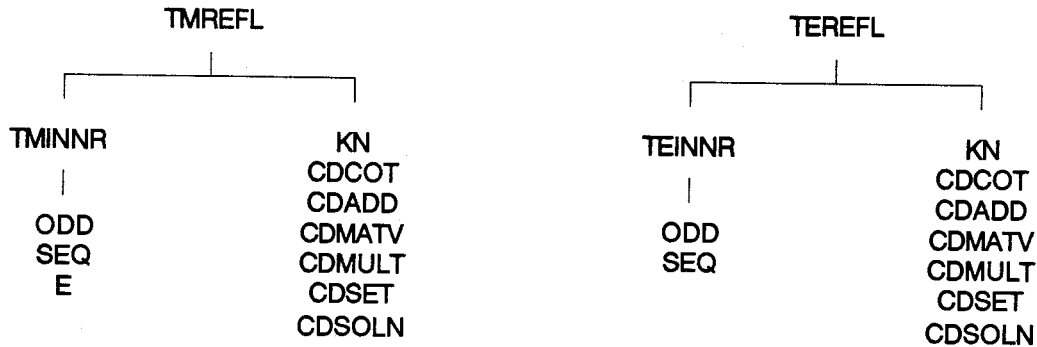 TMREFL
TMINNR
ODD
SEQ
E
KN
CDCOT
CDADD
CDMATV
CDMULT
CDSET
CDSOLN
TEREFL
TEINNR
ODD
SEQ
KN
CDCOT
CDADD
CDMATV
CDMULT
CDSET
CDSOLN